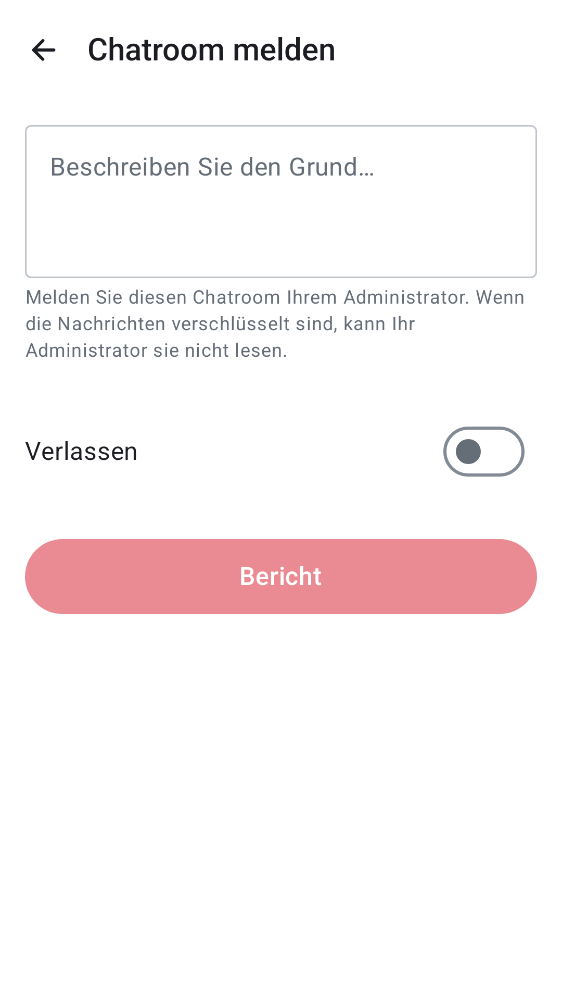 Chatroom melden
Beschreiben Sie den Grund…
Melden Sie diesen Chatroom Ihrem Administrator. Wenn
die Nachrichten verschlüsselt sind, kann Ihr
Administrator sie nicht lesen.
Verlassen
Bericht